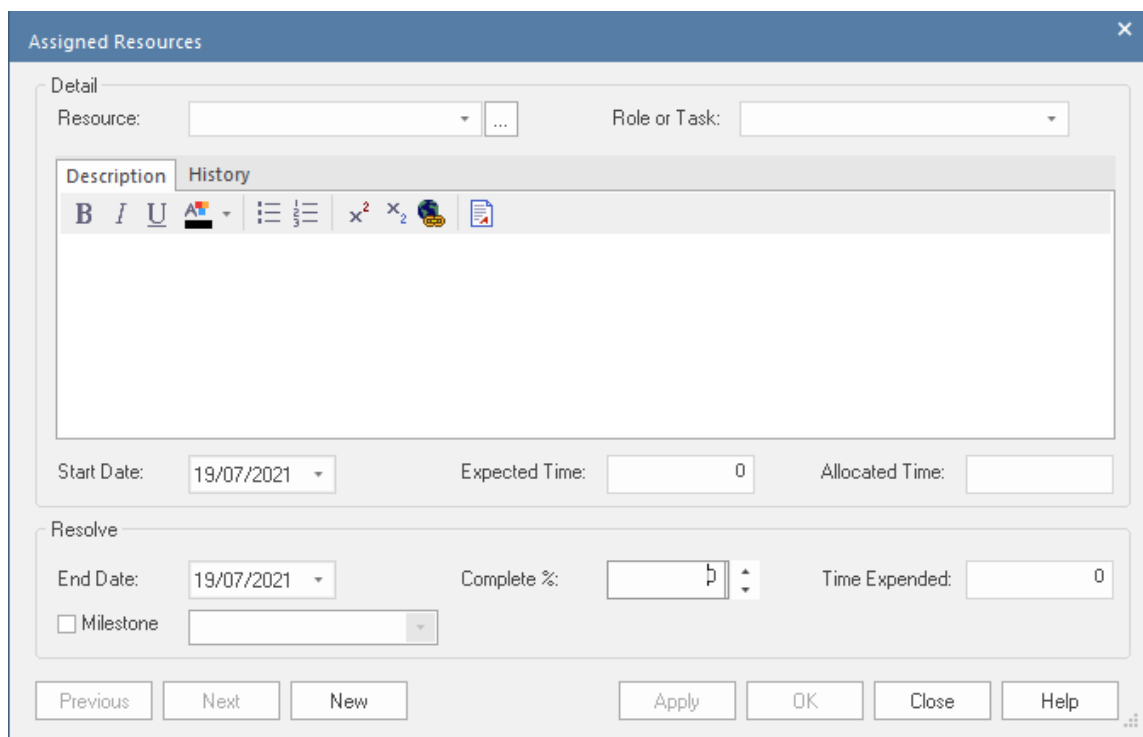 Assigned Resources
Detail
Resource: ... Role or Task:
Description History
B I U A x² x₂
Start Date: 19/07/2021 Expected Time: 0 Allocated Time:
Resolve
End Date: 19/07/2021 Complete %: 0 Time Expended: 0
Milestone
Previous Next New Apply OK Close Help